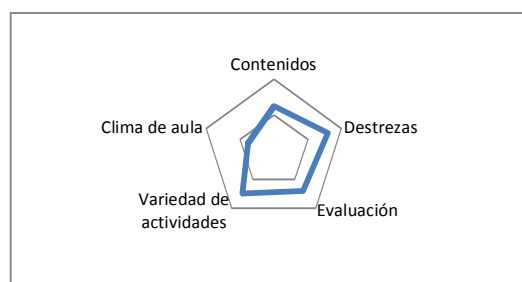 Contenidos
Clima de aula
Destrezas
Variedad de
actividades
Evaluación